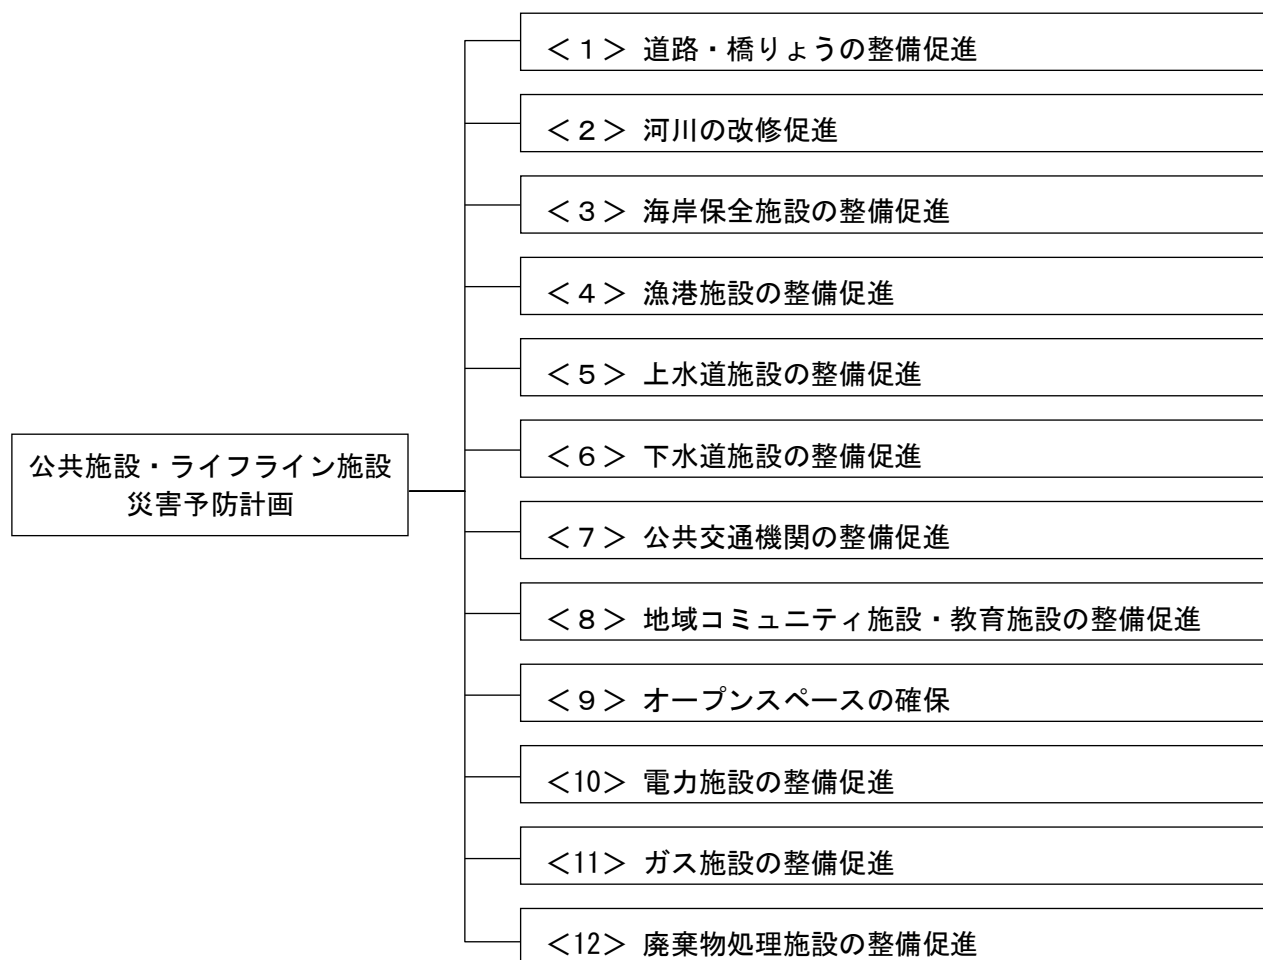 公共施設・ライフライン施設
災害予防計画
＜１＞ 道路・橋りょうの整備促進
＜２＞ 河川の改修促進
＜３＞ 海岸保全施設の整備促進
＜４＞ 漁港施設の整備促進
＜５＞ 上水道施設の整備促進
＜６＞ 下水道施設の整備促進
＜７＞ 公共交通機関の整備促進
＜８＞ 地域コミュニティ施設・教育施設の整備促進
＜９＞ オープンスペースの確保
＜10＞ 電力施設の整備促進
＜11＞ ガス施設の整備促進
＜12＞ 廃棄物処理施設の整備促進